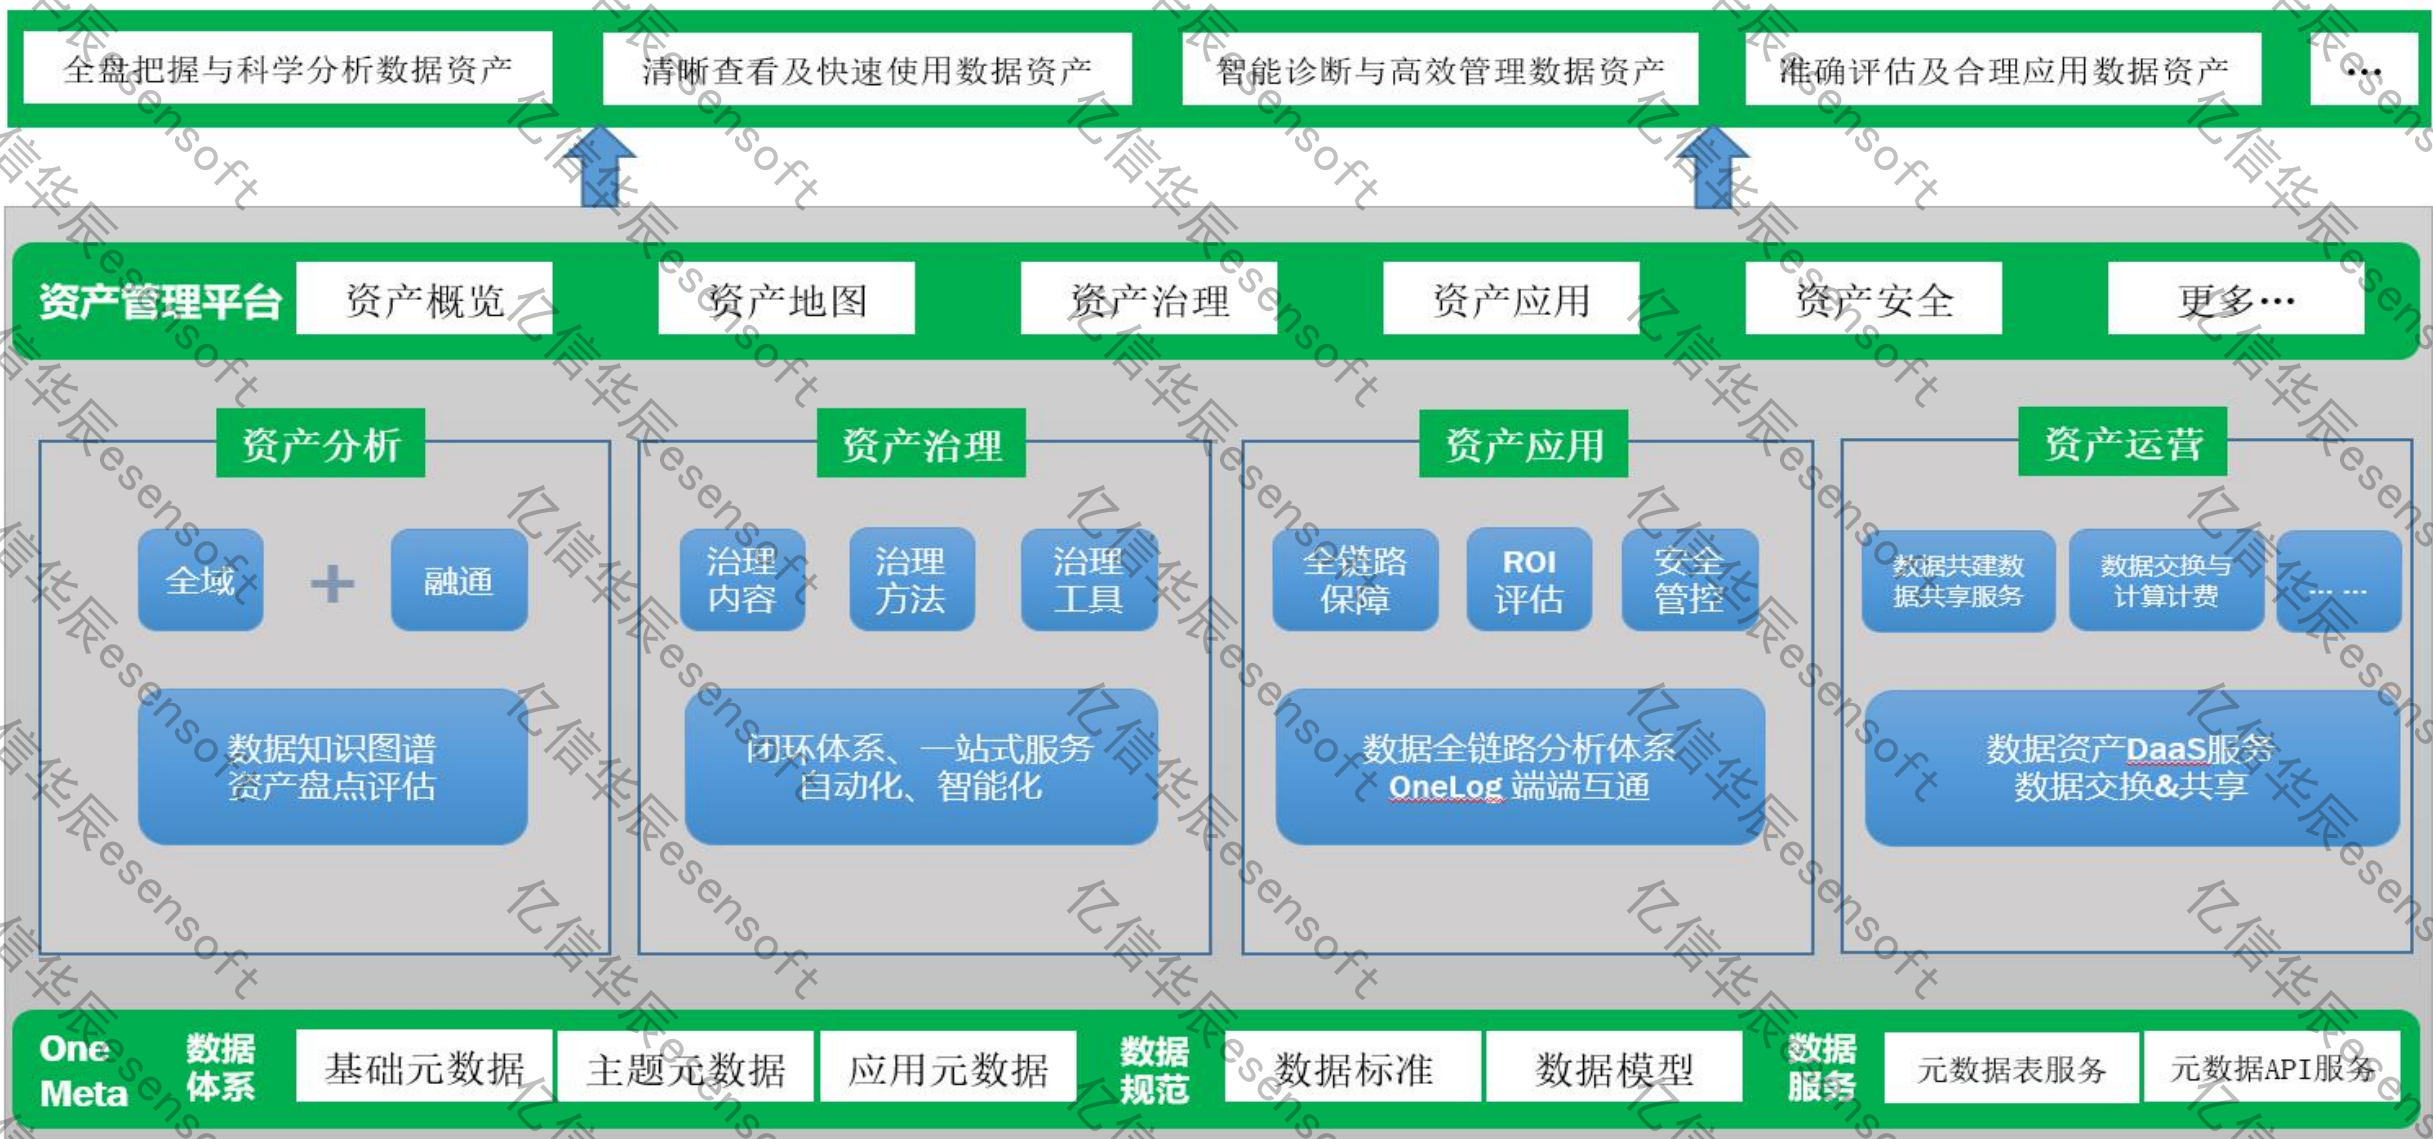 全盘把握与科学分析数据资产
清晰查看及快速使用数据资产
智能诊断与高效管理数据资产
准确评估及合理应用数据资产
…
资产管理平台
资产概览
资产地图
资产治理
资产应用
资产安全
更多…
资产分析
全域
+
融通
数据知识图谱
资产盘点评估
资产治理
治理
内容
治理
方法
治理
工具
闭环体系、一站式服务
自动化、智能化
资产应用
全链路
保障
ROI
评估
安全
管控
数据全链路分析体系
OneLog 端端互通
资产运营
数据共建数
据共享服务
数据交换与
计算计费
… …
数据资产DaaS服务
数据交换&共享
One
Meta
数据
体系
基础元数据
主题元数据
应用元数据
数据
规范
数据标准
数据模型
数据
服务
元数据表服务
元数据API服务
亿信华辰esensoft